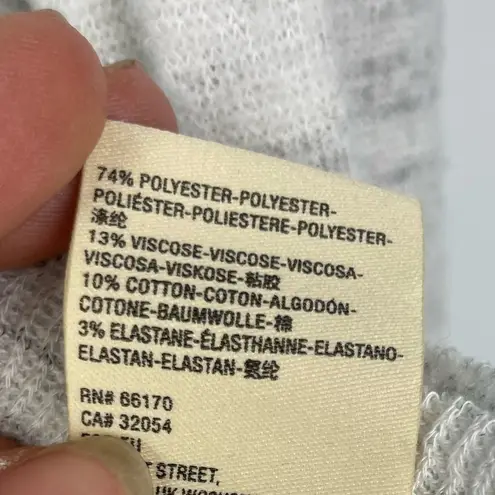 74% POLYESTER-POLYESTER-
POLIÉSTER-POLIESTERE-POLYESTER-
涤纶
13% VISCOSE-VISCOSE-VISCOSA-
VISCOSA-VISKOSE-粘胶
10% COTTON-COTON-ALGODÓN-
COTONE-BAUMWOLLE-棉
3% ELASTANE-ÉLASTHANNE-ELASTANO-
ELASTAN-ELASTAN-氨纶
RN# 66170
CA# 32054
STREET,
UK